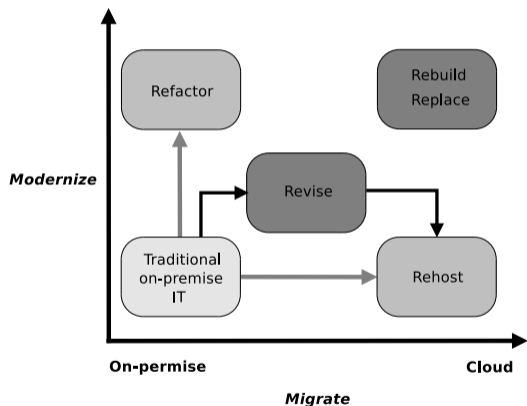 Refactor
Rebuild
Replace
Modernize
Revise
Traditional
on-premise
IT
Rehost
On-permise
Cloud
Migrate